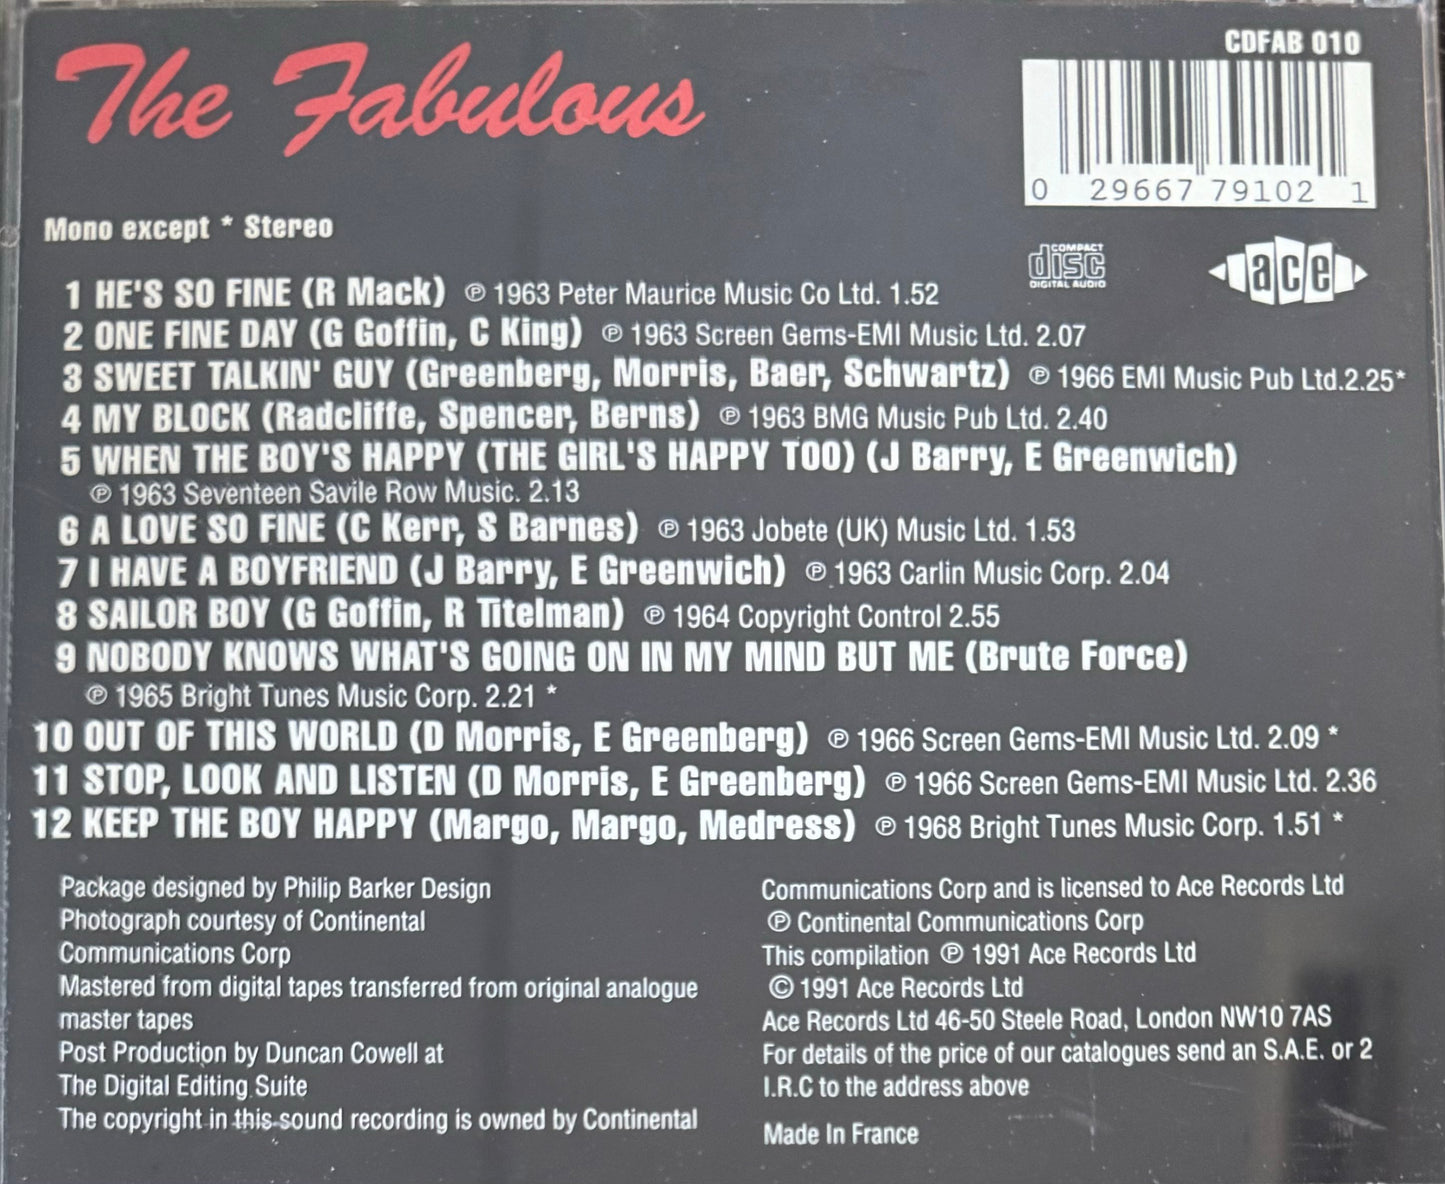 The Fabulous
CDFAB 010
0 29667 79102 1
Mono except * Stereo
COMPACT
disc
DIGITAL AUDIO
ace
1 HE'S SO FINE (R Mack) ℗ 1963 Peter Maurice Music Co Ltd. 1.52
2 ONE FINE DAY (G Goffin, C King) ℗ 1963 Screen Gems-EMI Music Ltd. 2.07
3 SWEET TALKIN' GUY (Greenberg, Morris, Baer, Schwartz) ℗ 1966 EMI Music Pub Ltd.2.25*
4 MY BLOCK (Radcliffe, Spencer, Berns) ℗ 1963 BMG Music Pub Ltd. 2.40
5 WHEN THE BOY'S HAPPY (THE GIRL'S HAPPY TOO) (J Barry, E Greenwich)
℗ 1963 Seventeen Savile Row Music. 2.13
6 A LOVE SO FINE (C Kerr, S Barnes) ℗ 1963 Jobete (UK) Music Ltd. 1.53
7 I HAVE A BOYFRIEND (J Barry, E Greenwich) ℗ 1963 Carlin Music Corp. 2.04
8 SAILOR BOY (G Goffin, R Titelman) ℗ 1964 Copyright Control 2.55
9 NOBODY KNOWS WHAT'S GOING ON IN MY MIND BUT ME (Brute Force)
℗ 1965 Bright Tunes Music Corp. 2.21 *
10 OUT OF THIS WORLD (D Morris, E Greenberg) ℗ 1966 Screen Gems-EMI Music Ltd. 2.09 *
11 STOP, LOOK AND LISTEN (D Morris, E Greenberg) ℗ 1966 Screen Gems-EMI Music Ltd. 2.36
12 KEEP THE BOY HAPPY (Margo, Margo, Medress) ℗ 1968 Bright Tunes Music Corp. 1.51 *
Package designed by Philip Barker Design
Photograph courtesy of Continental
Communications Corp
Mastered from digital tapes transferred from original analogue
master tapes
Post Production by Duncan Cowell at
The Digital Editing Suite
The copyright in this sound recording is owned by Continental
Communications Corp and is licensed to Ace Records Ltd
℗ Continental Communications Corp
This compilation ℗ 1991 Ace Records Ltd
© 1991 Ace Records Ltd
Ace Records Ltd 46-50 Steele Road, London NW10 7AS
For details of the price of our catalogues send an S.A.E. or 2
I.R.C to the address above
Made In France